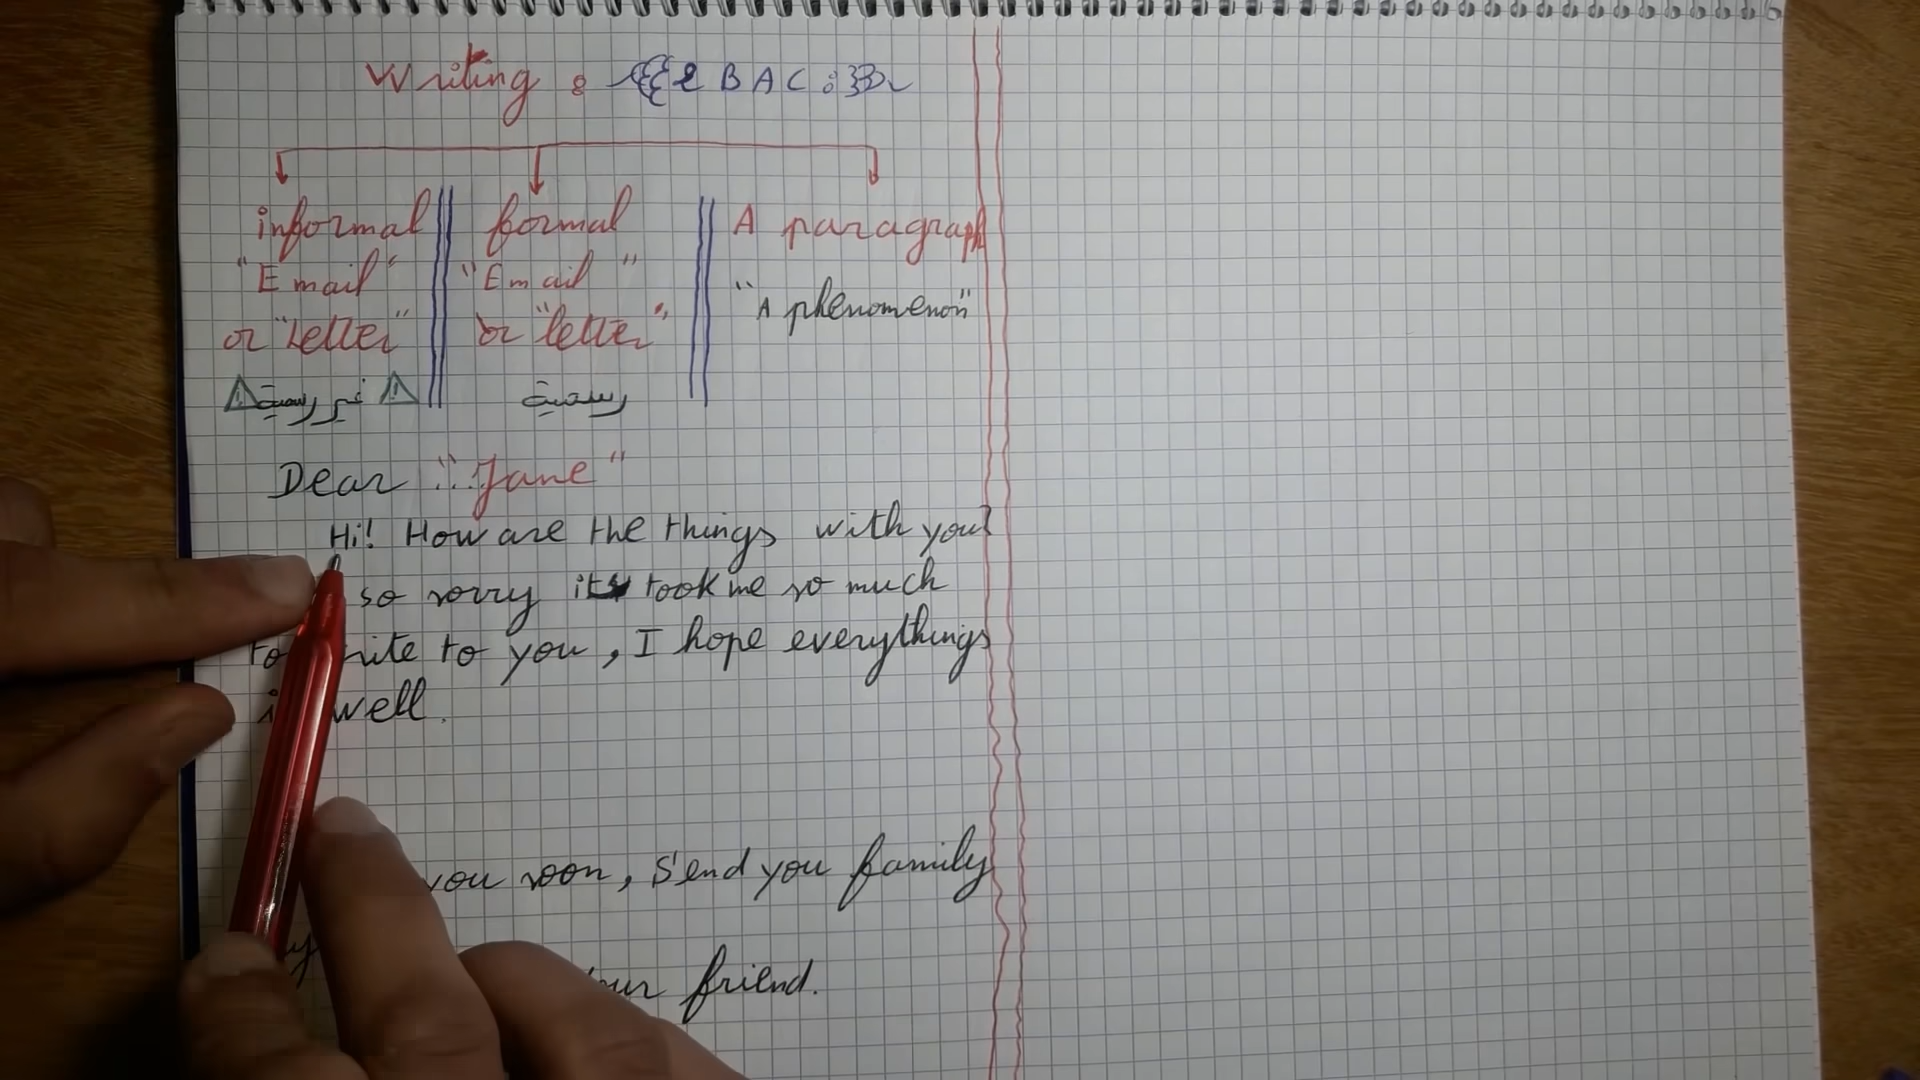 Writing : 2 BAC :
informal
"Email"
or "Letter"
غير رسمية
formal
"Email"
or "letter"
رسمية
A paragraph
"A phenomenon"
Dear "...Jane"
Hi! How are the things with you?
so sorry it took me so much
to write to you, I hope everythings
is well.
you soon, Send you family
your friend.